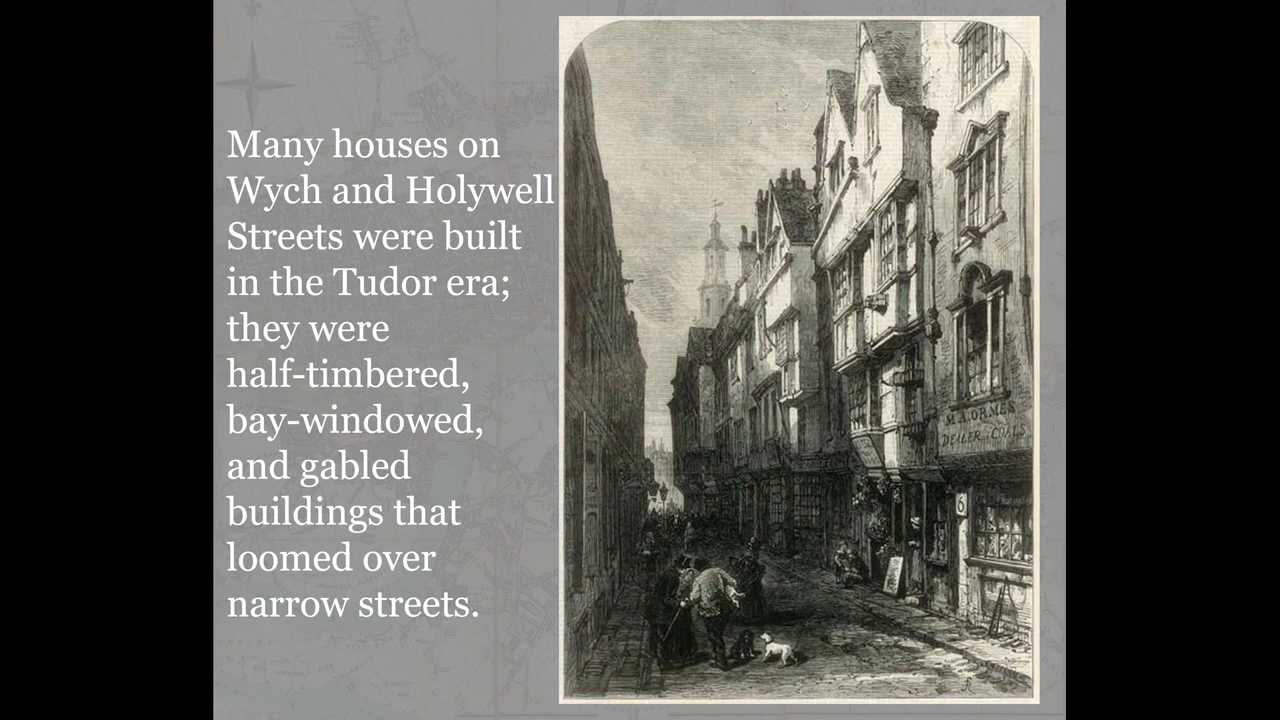 Many houses on
Wych and Holywell
Streets were built
in the Tudor era;
they were
half-timbered,
bay-windowed,
and gabled
buildings that
loomed over
narrow streets.
M.A.ORMES
DEALER IN COALS
6